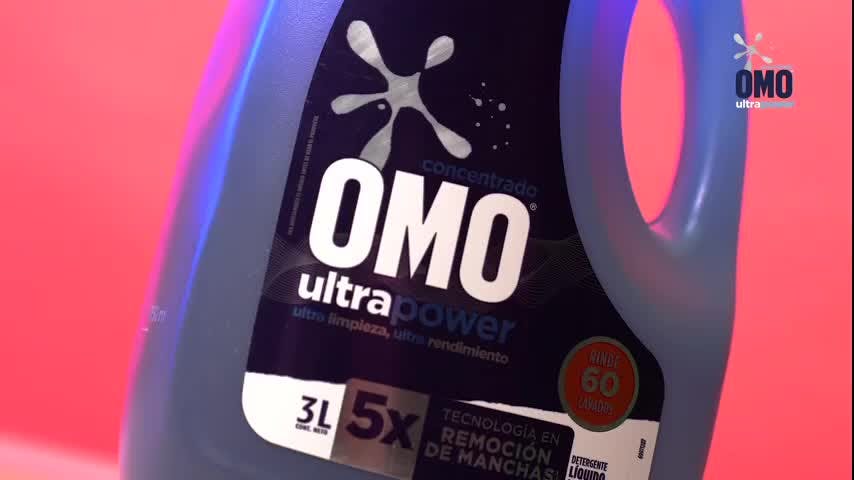 concentrado
OMO®
ultrapower
ultra limpieza, ultra rendimiento
RINDE
60
LAVADOS
3L
CONT. NETO
5x
TECNOLOGÍA EN
REMOCIÓN
DE MANCHAS
DETERGENTE
LÍQUIDO
OMO
ultrapower